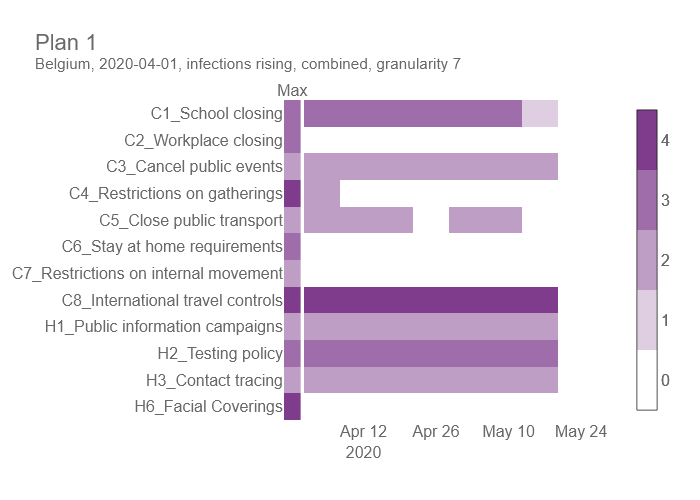 Plan 1
Belgium, 2020-04-01, infections rising, combined, granularity 7
Max
C1_School closing
C2_Workplace closing
C3_Cancel public events
C4_Restrictions on gatherings
C5_Close public transport
C6_Stay at home requirements
C7_Restrictions on internal movement
C8_International travel controls
H1_Public information campaigns
H2_Testing policy
H3_Contact tracing
H6_Facial Coverings
Apr 12 Apr 26 May 10 May 24
2020
4
3
2
1
0